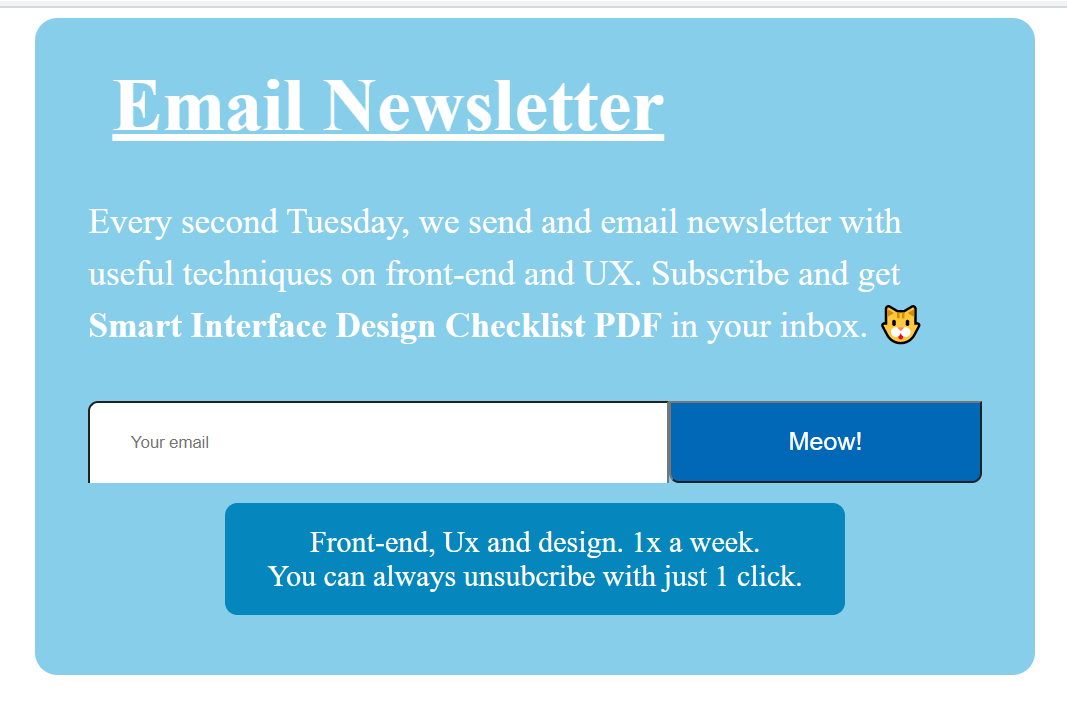 Email Newsletter
Every second Tuesday, we send and email newsletter with
useful techniques on front-end and UX. Subscribe and get
Smart Interface Design Checklist PDF in your inbox. 🐱
Your email
Meow!
Front-end, Ux and design. 1x a week.
You can always unsubcribe with just 1 click.